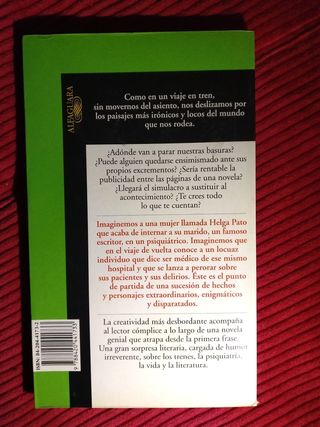 ALFAGUARA
Como en un viaje en tren,
sin movernos del asiento, nos deslizamos por
los paisajes más irónicos y locos del mundo
que nos rodea.
¿Adónde van a parar nuestras basuras?
¿Puede alguien quedarse ensimismado ante sus
propios excrementos? ¿Sería rentable la
publicidad entre las páginas de una novela?
¿Llegará el simulacro a sustituir al
acontecimiento? ¿Te crees todo
lo que te cuentan?
Imaginemos a una mujer llamada Helga Pato
que acaba de internar a su marido, un famoso
escritor, en un psiquiátrico. Imaginemos que
en el viaje de vuelta conoce a un locuaz
individuo que dice ser médico de ese mismo
hospital y que se lanza a perorar sobre
sus pacientes y sus delirios. Éste es el punto
de partida de una sucesión de hechos
y personajes extraordinarios, enigmáticos
y disparatados.
La creatividad más desbordante acompaña
al lector cómplice a lo largo de una novela
genial que atrapa desde la primera frase.
Una gran sorpresa literaria, cargada de humor
irreverente, sobre los trenes, la psiquiatría,
la vida y la literatura.
ISBN: 84-204-4173-2